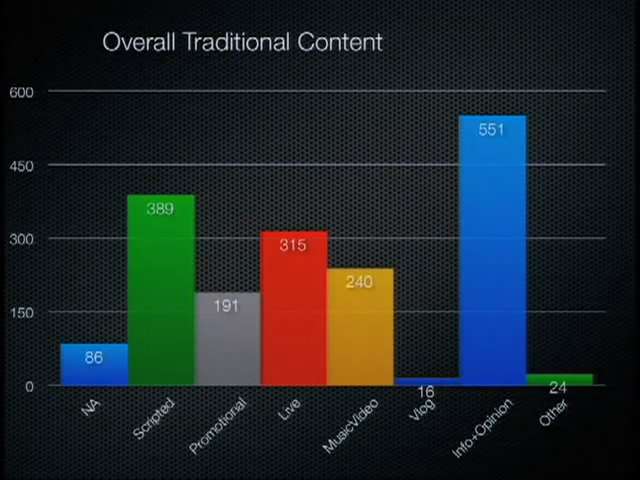 Overall Traditional Content
600
450
300
150
0
86
389
191
315
240
16
551
24
NA
Scripted
Promotional
Live
MusicVideo
Vlog
Info+Opinion
Other